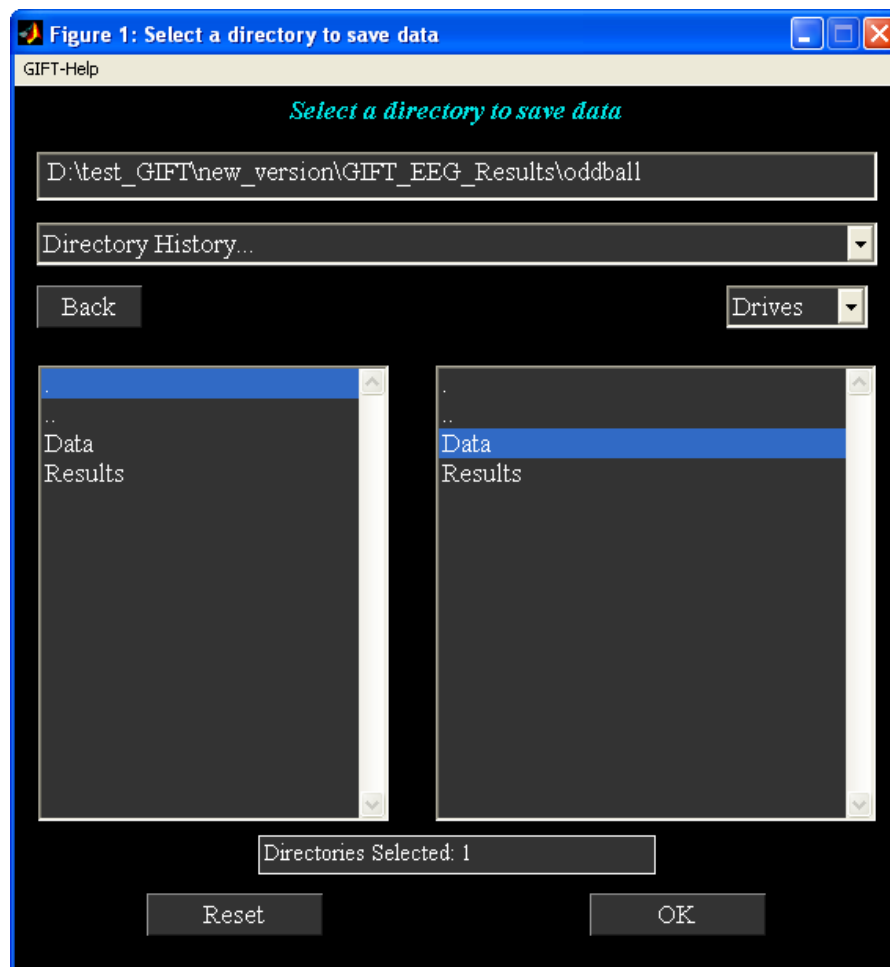 Figure 1: Select a directory to save data
GIFT-Help
Select a directory to save data
D:\test_GIFT\new_version\GIFT_EEG_Results\oddball
Directory History...
Back
Drives
.
..
Data
Results
.
..
Data
Results
Directories Selected: 1
Reset
OK